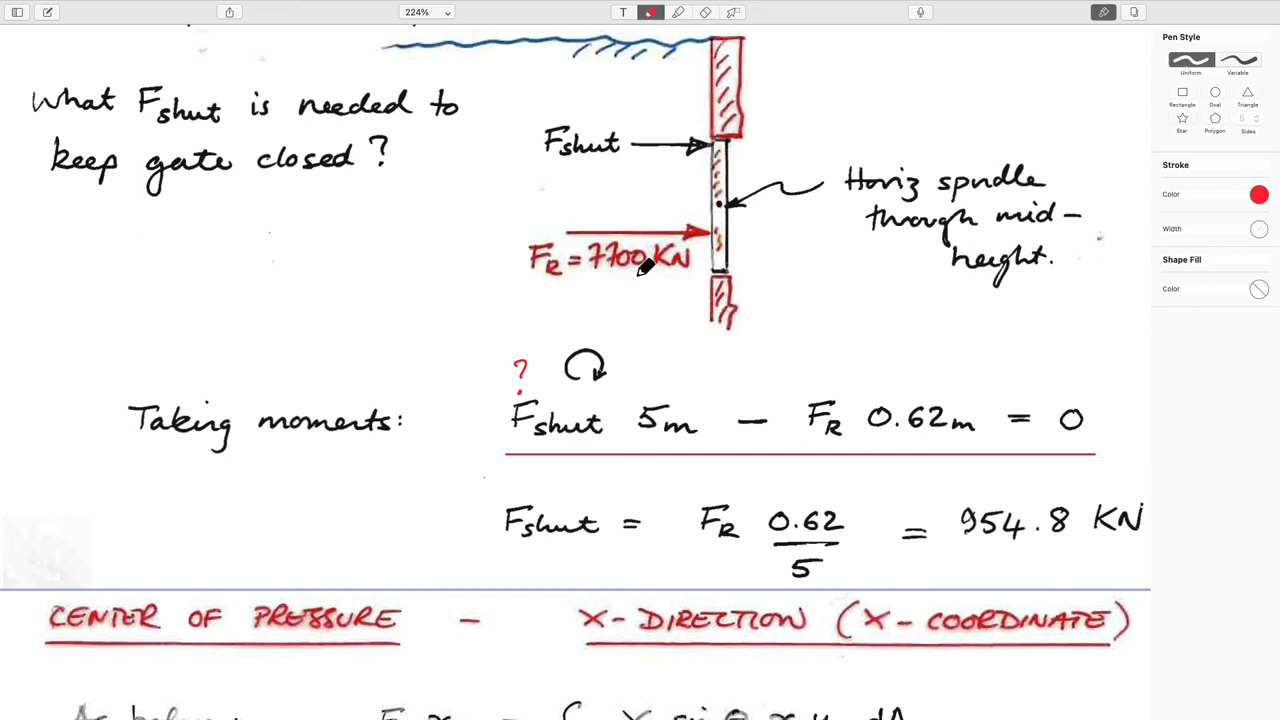 224%
T
Pen Style
Uniform
Variable
Rectangle
Oval
Triangle
Star
Polygon
5
Sides
Stroke
Color
Width
Shape Fill
Color
What Fshut is needed to
keep gate closed?
Fshut
Horiz spindle
through mid-
height.
FR = 7700 KN
?
Taking moments: Fshut 5m - FR 0.62m = 0
Fshut = FR 0.62/5 = 954.8 KN
CENTER OF PRESSURE - X-DIRECTION (X-COORDINATE)